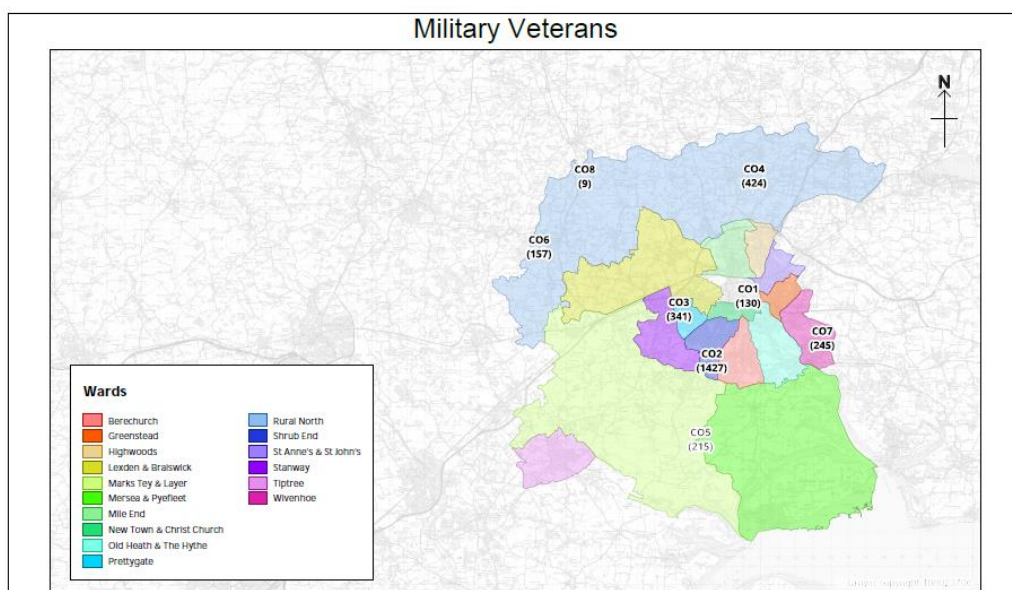 Military Veterans
N
CO8
(9)
CO4
(424)
CO6
(157)
CO1
(130)
CO3
(341)
CO7
(245)
CO2
(1427)
CO5
(215)
Wards
Berechurch
Greenstead
Highwoods
Lexden & Braiswick
Marks Tey & Layer
Mersea & Pyefleet
Mile End
New Town & Christ Church
Old Heath & The Hythe
Prettygate
Rural North
Shrub End
St Anne's & St John's
Stanway
Tiptree
Wivenhoe